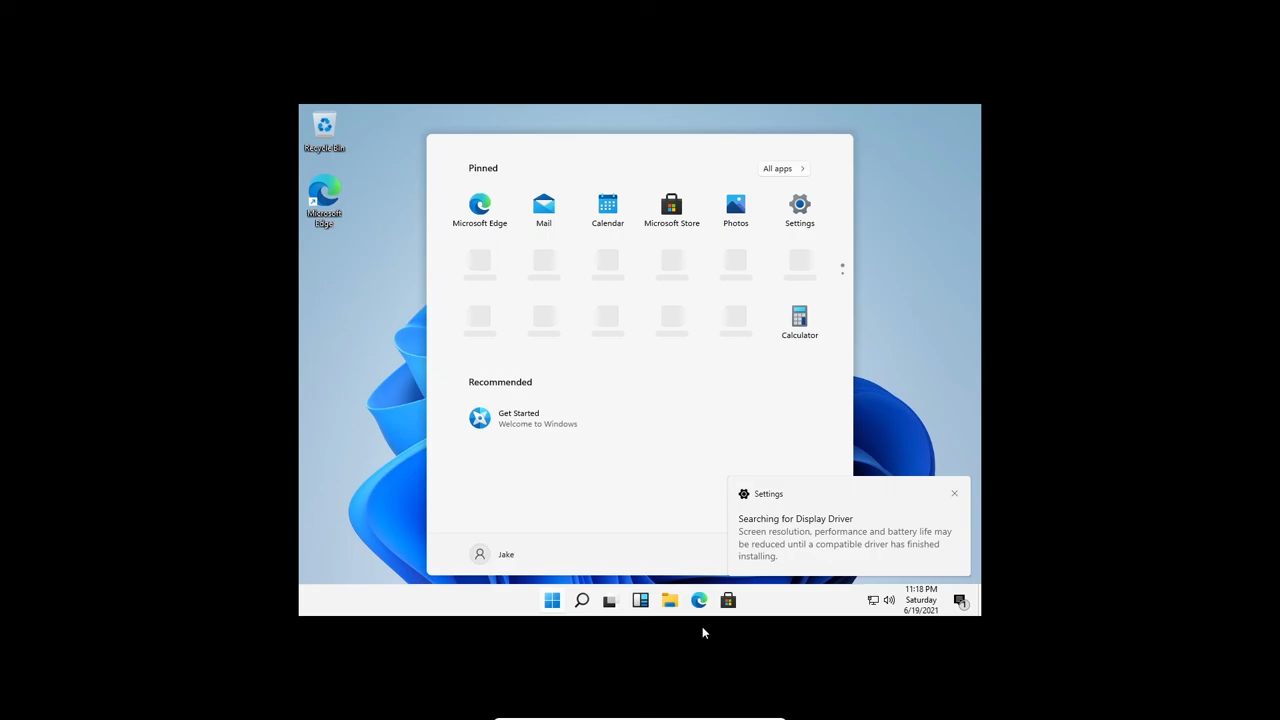 Recycle Bin
Microsoft
Edge
Pinned
All apps
Microsoft Edge
Mail
Calendar
Microsoft Store
Photos
Settings
Calculator
Recommended
Get Started
Welcome to Windows
Jake
Settings
Searching for Display Driver
Screen resolution, performance and battery life may
be reduced until a compatible driver has finished
installing.
11:18 PM
Saturday
6/19/2021
1